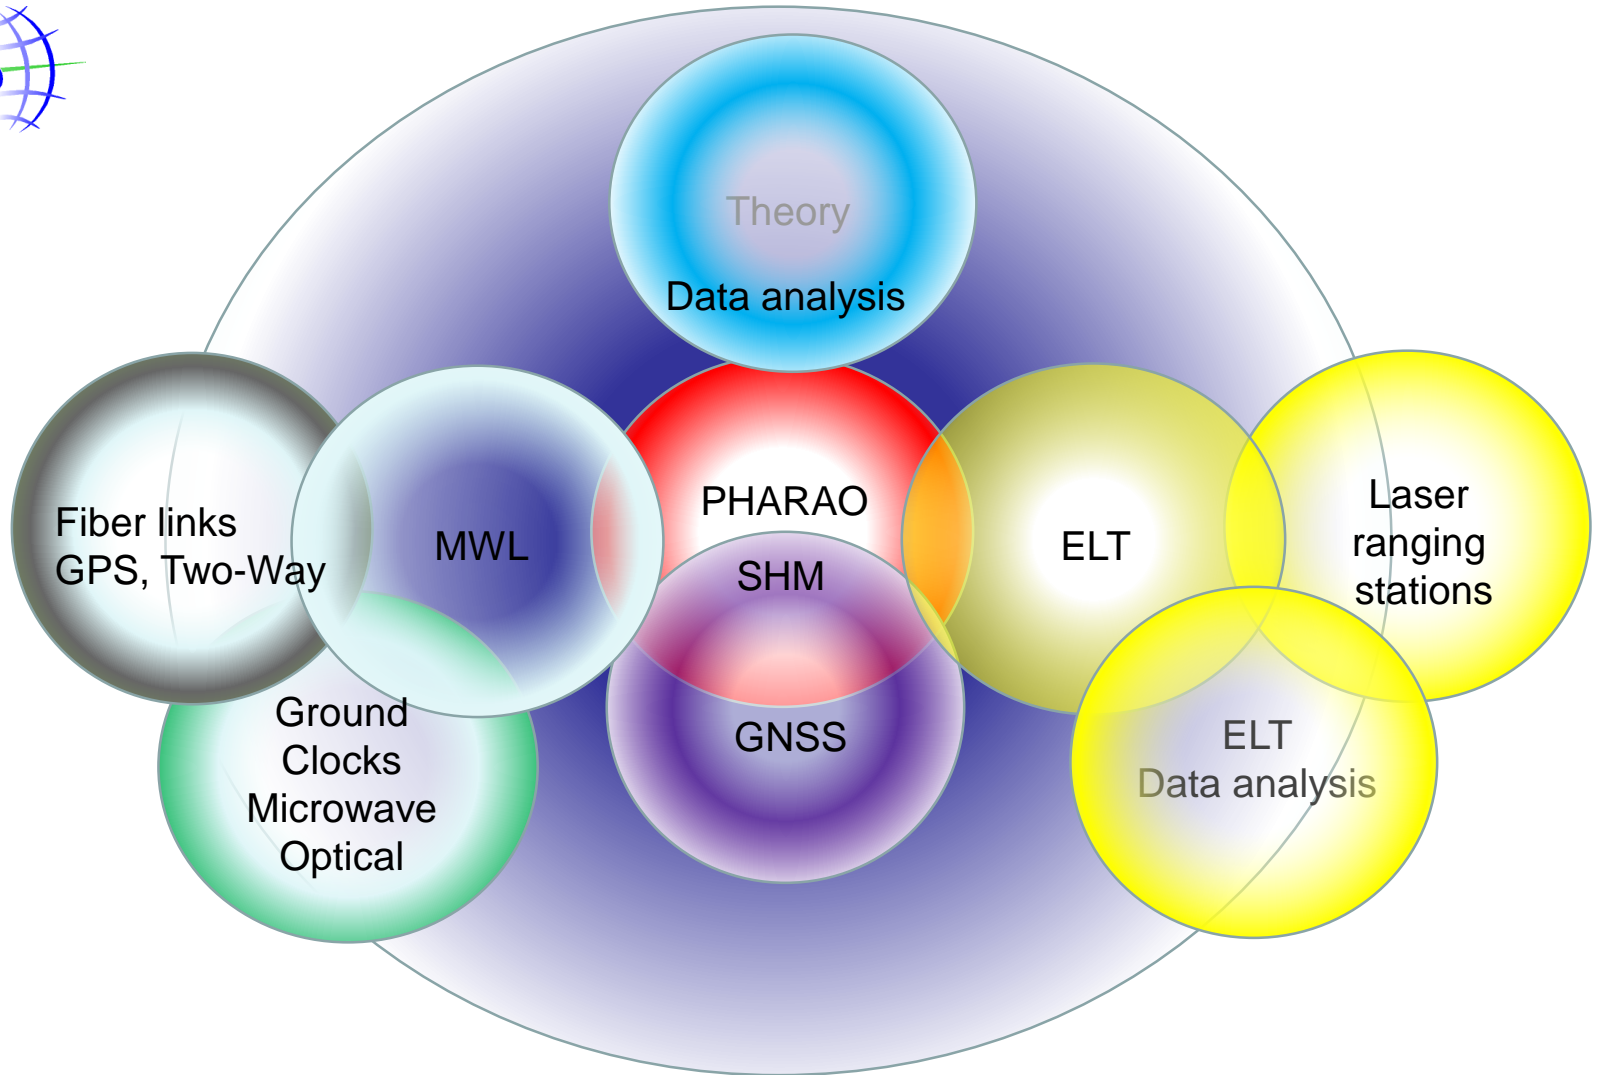 Theory
Data analysis
Fiber links
GPS, Two-Way
MWL
PHARAO
SHM
GNSS
ELT
Laser
ranging
stations
Ground
Clocks
Microwave
Optical
ELT
Data analysis